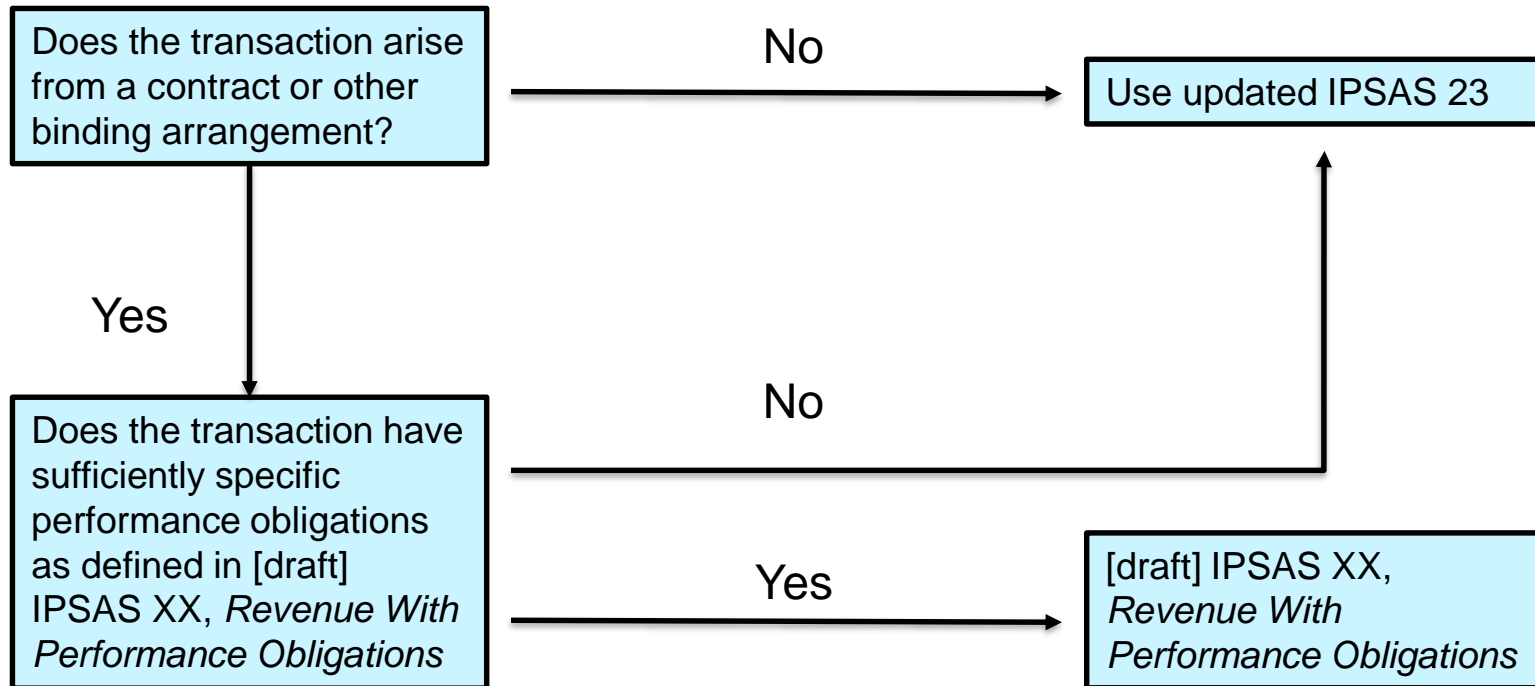 Does the transaction arise
from a contract or other
binding arrangement?
No
Use updated IPSAS 23
Yes
Does the transaction have
sufficiently specific
performance obligations
as defined in [draft]
IPSAS XX, Revenue With
Performance Obligations
No
Yes
[draft] IPSAS XX,
Revenue With
Performance Obligations